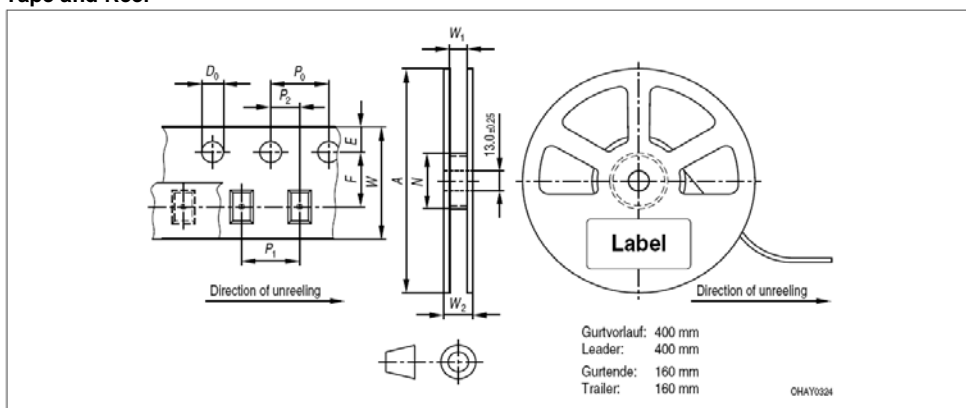 Tape and Reel
W1
D0
P0
P2
E
F
W
A
N
13.0 ±0.25
Label
P1
W2
Direction of unreeling
Direction of unreeling
Gurtvorlauf: 400 mm
Leader: 400 mm
Gurtende: 160 mm
Trailer: 160 mm
OHAY0324